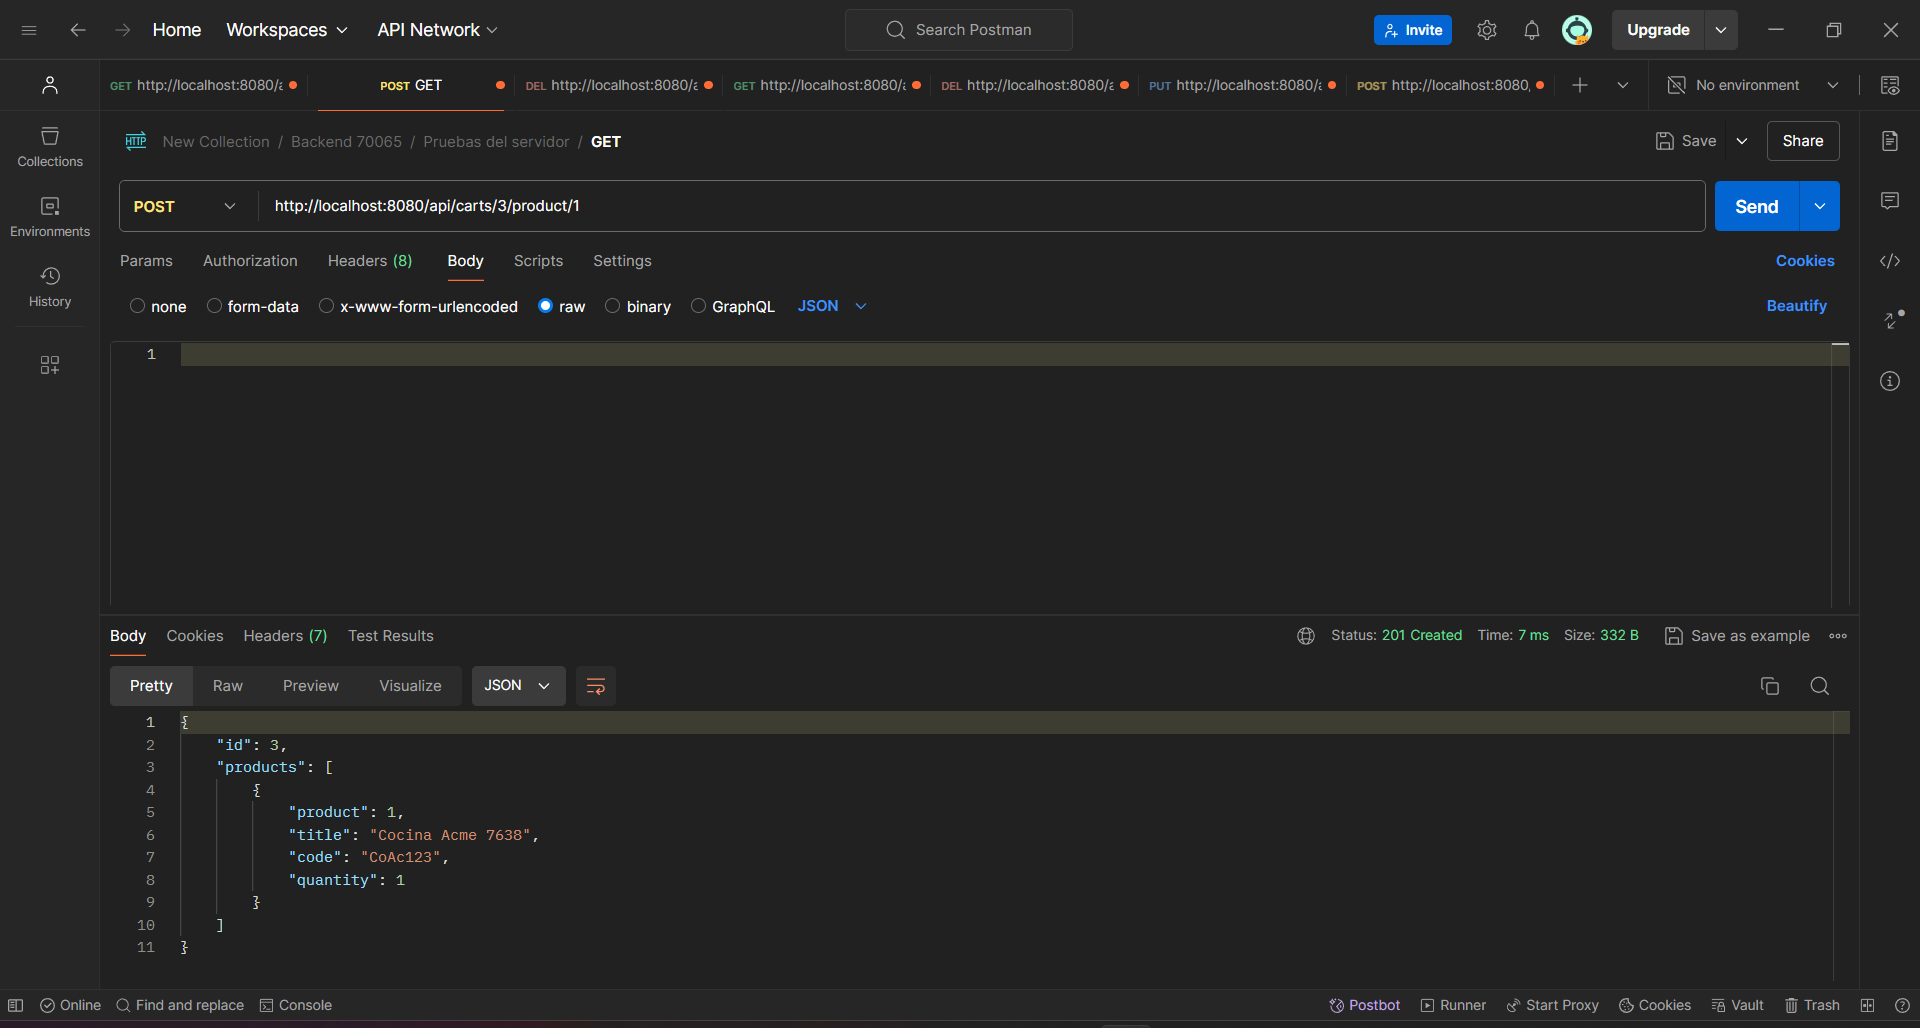 Home Workspaces API Network Search Postman Invite Upgrade
GET http://localhost:8080/ POST GET DEL http://localhost:8080/ GET http://localhost:8080/ DEL http://localhost:8080/ PUT http://localhost:8080/ POST http://localhost:8080 No environment
New Collection / Backend 70065 / Pruebas del servidor / GET Save Share
Collections
Environments
History
POST http://localhost:8080/api/carts/3/product/1 Send
Params Authorization Headers (8) Body Scripts Settings Cookies
none form-data x-www-form-urlencoded raw binary GraphQL JSON Beautify
1
Body Cookies Headers (7) Test Results Status: 201 Created Time: 7 ms Size: 332 B Save as example
Pretty Raw Preview Visualize JSON
1 {
2 "id": 3,
3 "products": [
4 {
5 "product": 1,
6 "title": "Cocina Acme 7638",
7 "code": "CoAc123",
8 "quantity": 1
9 }
10 ]
11 }
Online Find and replace Console Postbot Runner Start Proxy Cookies Vault Trash